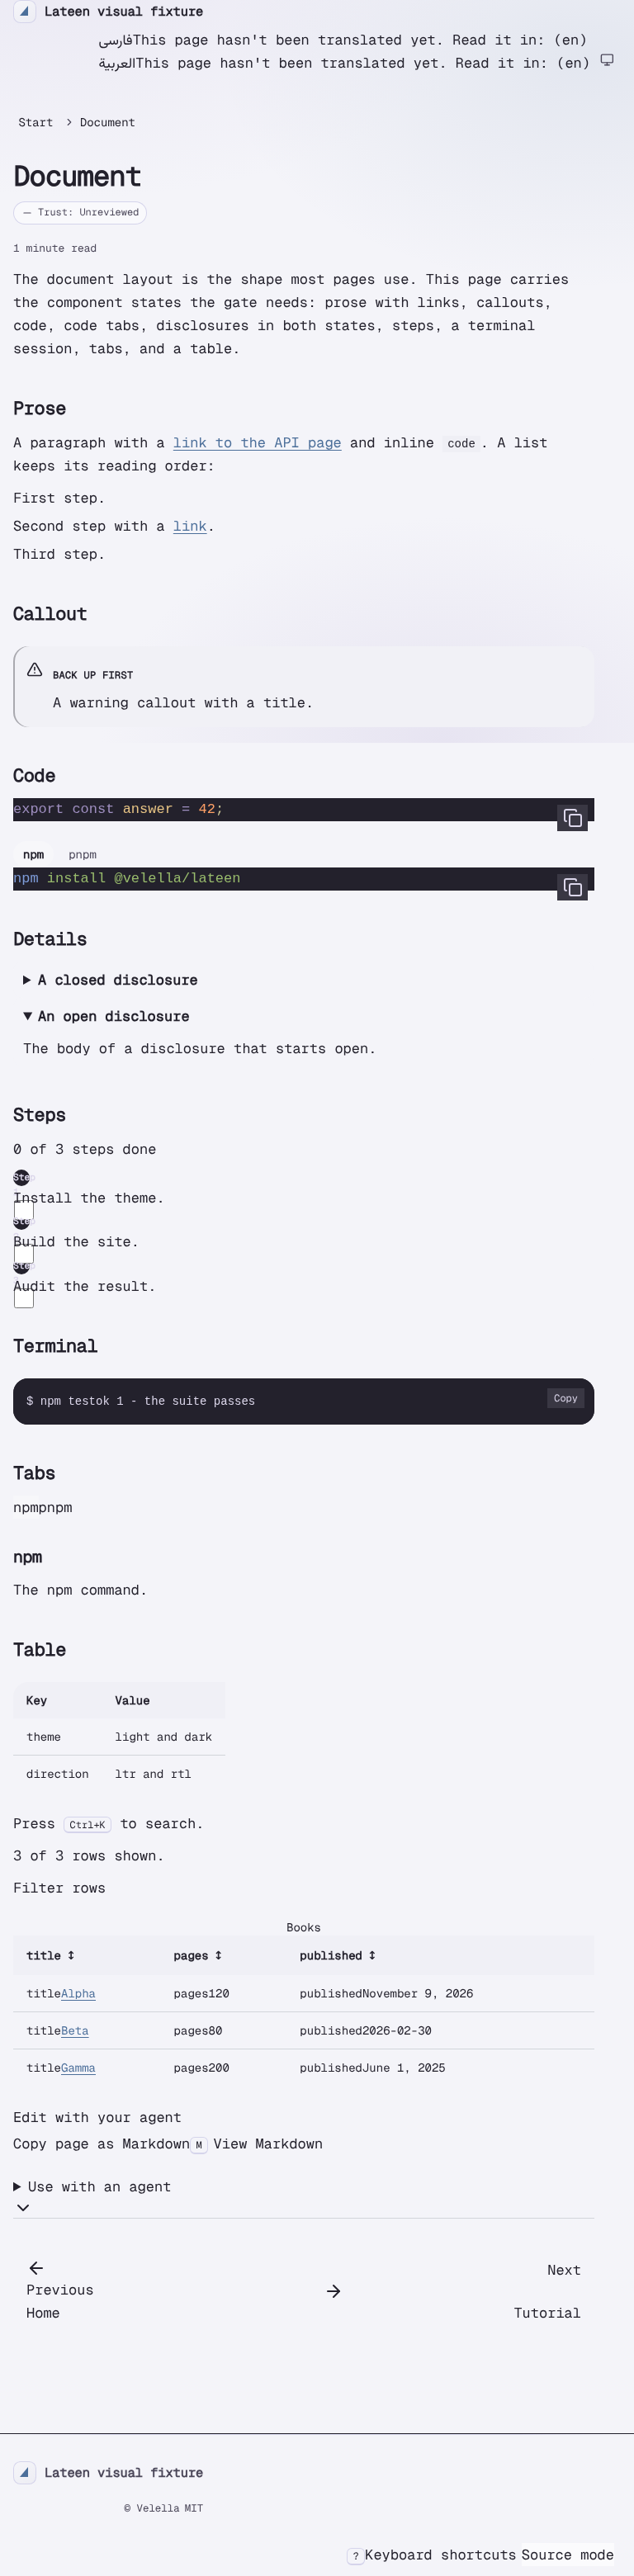 Lateen visual fixture
فارسیThis page hasn't been translated yet. Read it in: (en)
العربيةThis page hasn't been translated yet. Read it in: (en)
Start > Document
Document
— Trust: Unreviewed
1 minute read
The document layout is the shape most pages use. This page carries
the component states the gate needs: prose with links, callouts,
code, code tabs, disclosures in both states, steps, a terminal
session, tabs, and a table.
Prose
A paragraph with a link to the API page and inline code. A list
keeps its reading order:
First step.
Second step with a link.
Third step.
Callout
BACK UP FIRST
A warning callout with a title.
Code
export const answer = 42;
npm pnpm
npm install @velella/lateen
Details
A closed disclosure
An open disclosure
The body of a disclosure that starts open.
Steps
0 of 3 steps done
Step
Install the theme.
Step
Build the site.
Step
Audit the result.
Terminal
$ npm testok 1 - the suite passes
Copy
Tabs
npmpnpm
npm
The npm command.
Table
Key Value
theme light and dark
direction ltr and rtl
Press Ctrl+K to search.
3 of 3 rows shown.
Filter rows
Books
title ↕ pages ↕ published ↕
titleAlpha pages120 publishedNovember 9, 2026
titleBeta pages80 published2026-02-30
titleGamma pages200 publishedJune 1, 2025
Edit with your agent
Copy page as Markdown M View Markdown
Use with an agent
Previous
Home
Next
Tutorial
Lateen visual fixture
© Velella MIT
? Keyboard shortcuts Source mode